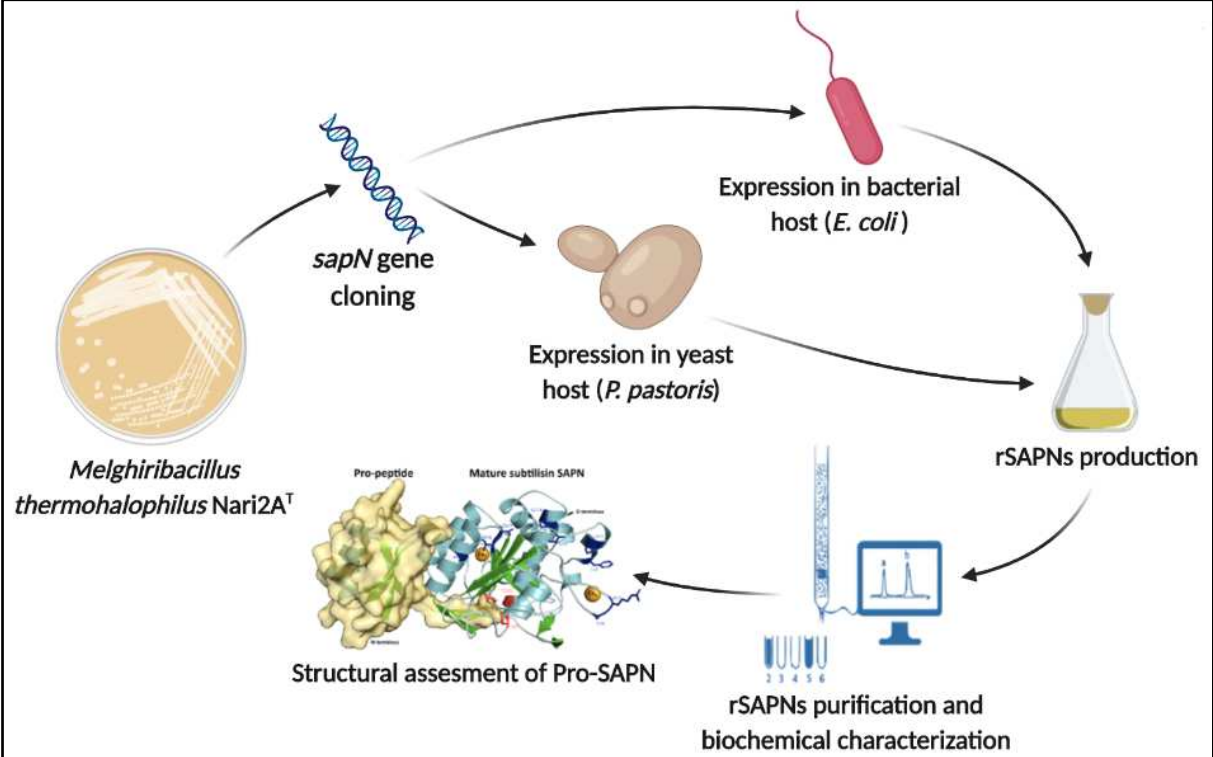 sapN gene
cloning
Expression in bacterial
host (E. coli )
Expression in yeast
host (P. pastoris)
Melghiribacillus
thermohalophilus Nari2Aᵀ
rSAPNs production
Pro-peptide
Mature subtilisin SAPN
N-terminus
Structural assesment of Pro-SAPN
a
b
2 3 4 5 6
rSAPNs purification and
biochemical characterization